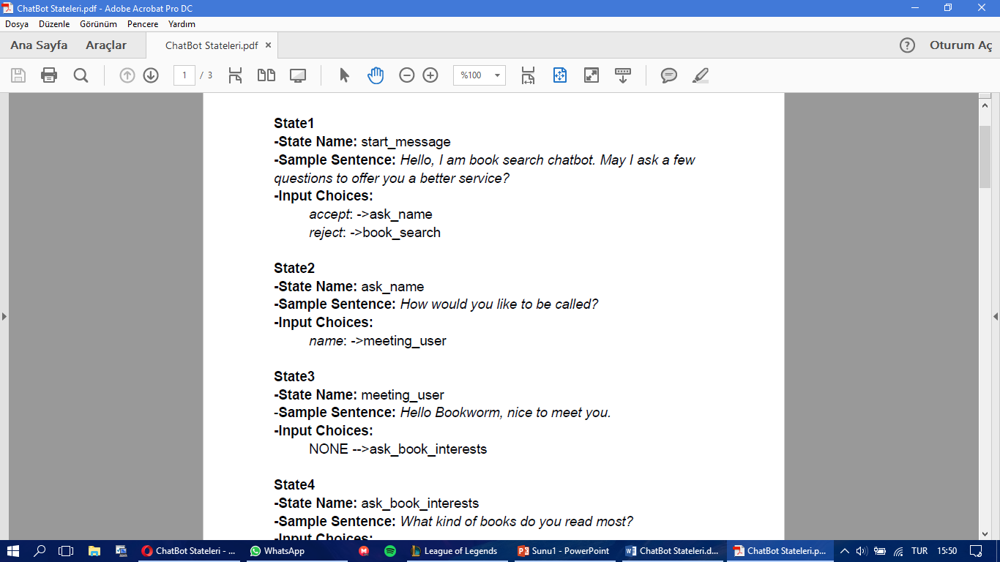 ChatBot Stateleri.pdf - Adobe Acrobat Pro DC
Dosya Düzenle Görünüm Pencere Yardım
Ana Sayfa Araçlar ChatBot Stateleri.pdf × Oturum Aç
1 / 3 %100
State1
-State Name: start_message
-Sample Sentence: Hello, I am book search chatbot. May I ask a few
questions to offer you a better service?
-Input Choices:
accept: ->ask_name
reject: ->book_search
State2
-State Name: ask_name
-Sample Sentence: How would you like to be called?
-Input Choices:
name: ->meeting_user
State3
-State Name: meeting_user
-Sample Sentence: Hello Bookworm, nice to meet you.
-Input Choices:
NONE -->ask_book_interests
State4
-State Name: ask_book_interests
-Sample Sentence: What kind of books do you read most?
-Input Choices:
ChatBot Stateleri - ... WhatsApp League of Legends Sunu1 - PowerPoint ChatBot Stateleri.d... ChatBot Stateleri.p... TUR 15:50